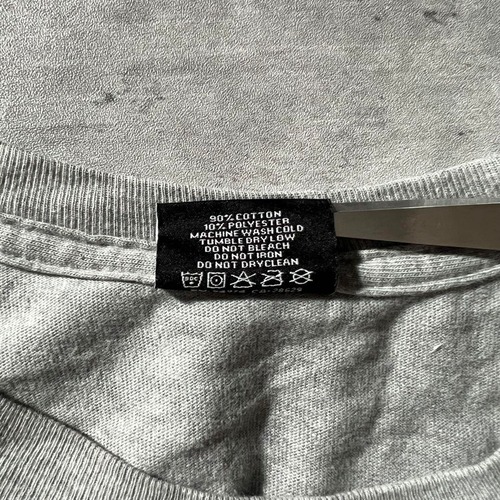 90% COTTON
10% POLYESTER
MACHINE WASH COLD
TUMBLE DRY LOW
DO NOT BLEACH
DO NOT IRON
DO NOT DRYCLEAN